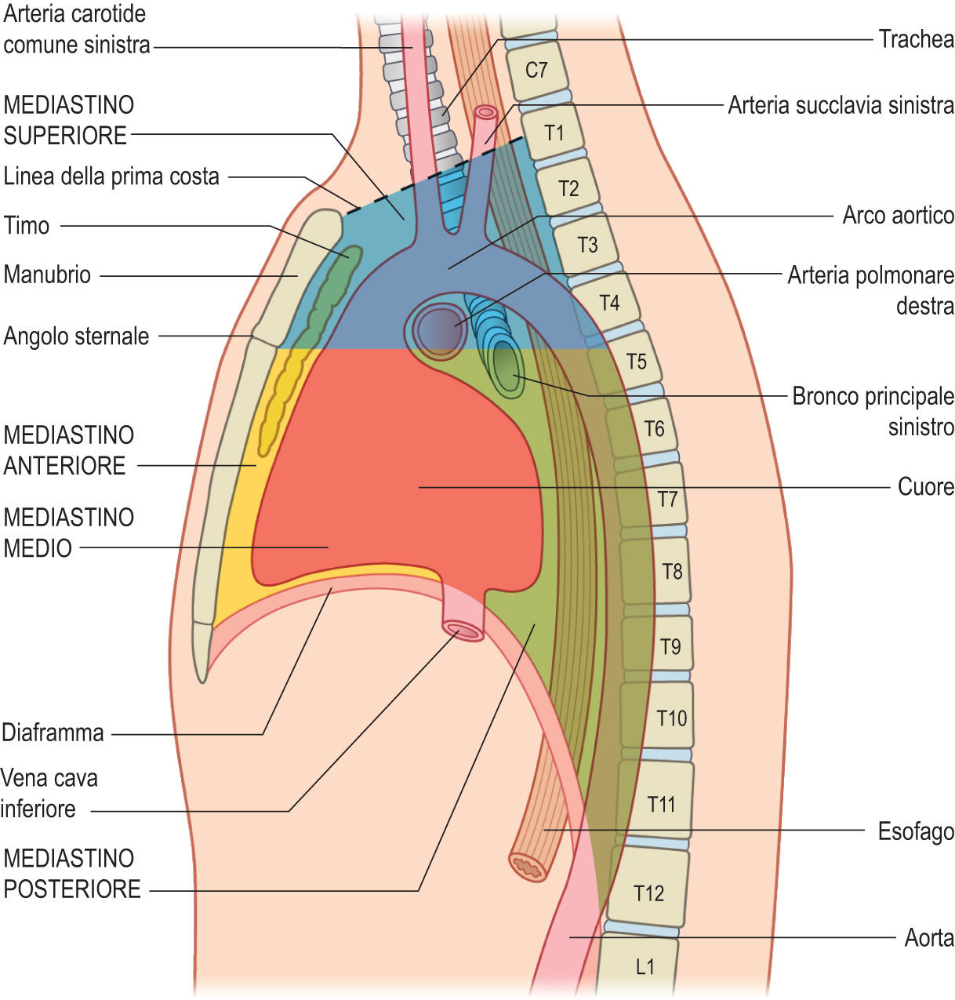 Arteria carotide
comune sinistra
MEDIASTINO
SUPERIORE
Linea della prima costa
Timo
Manubrio
Angolo sternale
MEDIASTINO
ANTERIORE
MEDIASTINO
MEDIO
Diaframma
Vena cava
inferiore
MEDIASTINO
POSTERIORE
C7
T1
T2
T3
T4
T5
T6
T7
T8
T9
T10
T11
T12
L1
Trachea
Arteria succlavia sinistra
Arco aortico
Arteria polmonare
destra
Bronco principale
sinistro
Cuore
Esofago
Aorta